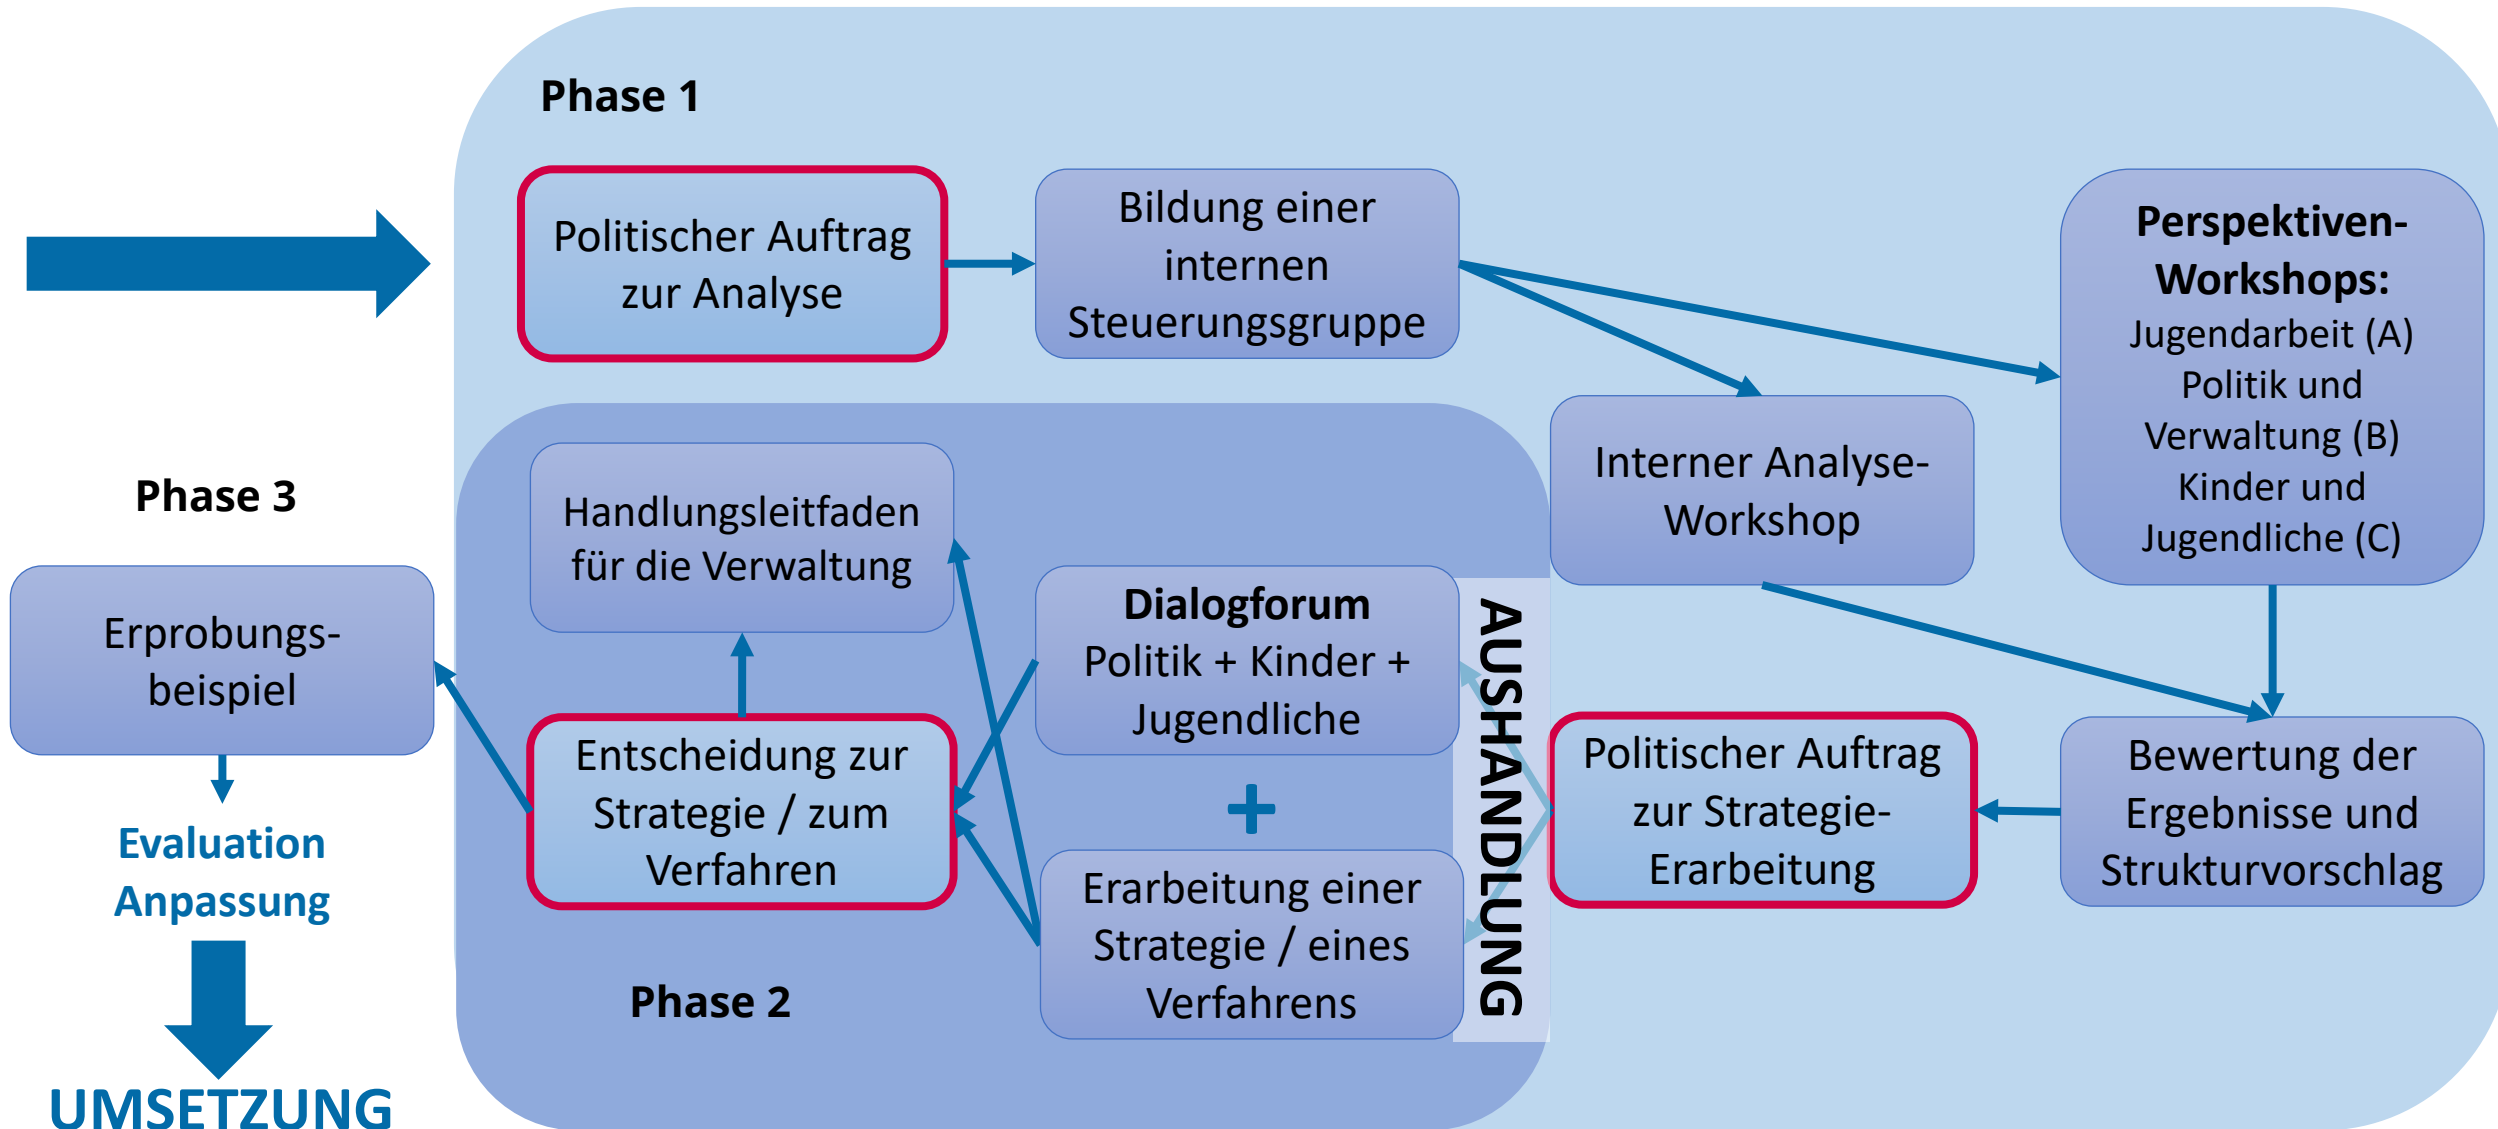 Phase 1
Politischer Auftrag
zur Analyse
Bildung einer
internen
Steuerungsgruppe
Perspektiven-
Workshops:
Jugendarbeit (A)
Politik und
Verwaltung (B)
Kinder und
Jugendliche (C)
Interner Analyse-
Workshop
Bewertung der
Ergebnisse und
Strukturvorschlag
Politischer Auftrag
zur Strategie-
Erarbeitung
AUSHANDLUNG
Dialogforum
Politik + Kinder +
Jugendliche
+
Erarbeitung einer
Strategie / eines
Verfahrens
Handlungsleitfaden
für die Verwaltung
Entscheidung zur
Strategie / zum
Verfahren
Phase 2
Phase 3
Erprobungs-
beispiel
Evaluation
Anpassung
UMSETZUNG